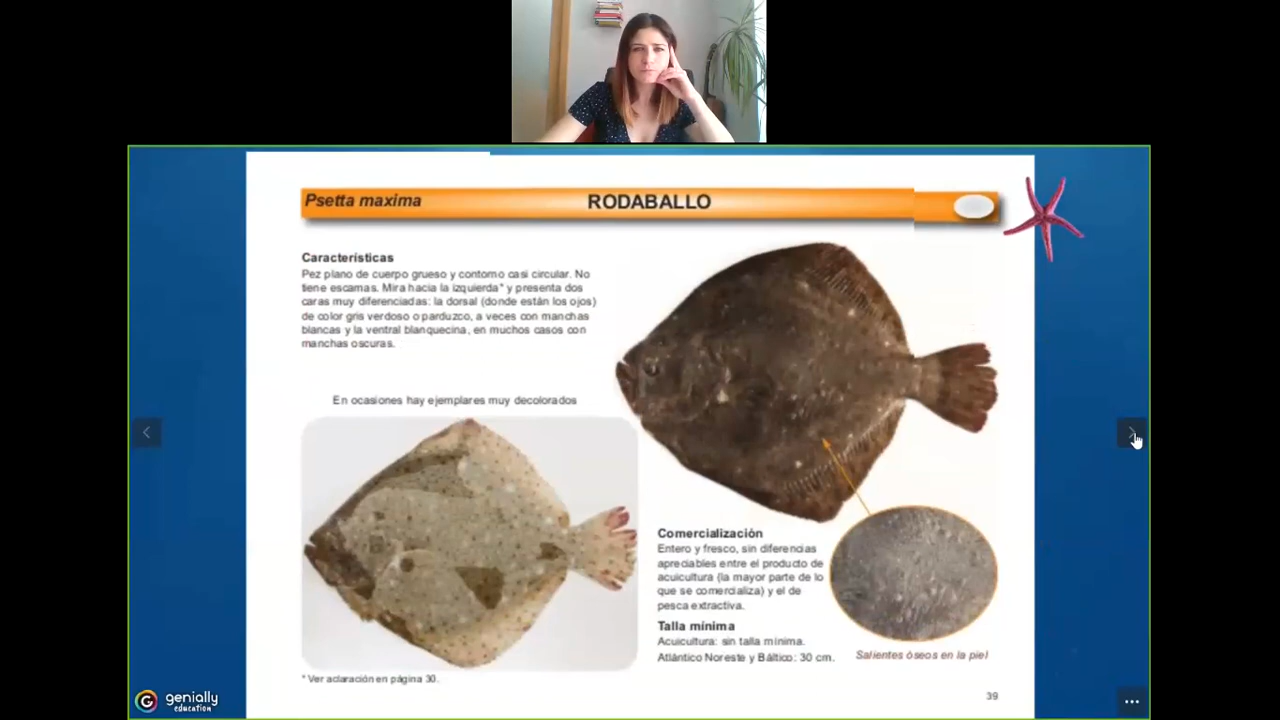 Psetta maxima
RODABALLO
Características
Pez plano de cuerpo grueso y contorno casi circular. No
tiene escamas. Mira hacia la izquierda* y presenta dos
caras muy diferenciadas: la dorsal (donde están los ojos)
de color gris verdoso o parduzco, a veces con manchas
blancas y la ventral blanquecina, en muchos casos con
manchas oscuras.
En ocasiones hay ejemplares muy decolorados
Comercialización
Entero y fresco, sin diferencias
apreciables entre el producto de
acuicultura (la mayor parte de lo
que se comercializa) y el de
pesca extractiva.
Talla mínima
Acuicultura: sin talla mínima.
Atlántico Noreste y Báltico: 30 cm.
Salientes óseos en la piel
* Ver aclaración en página 30.
39
genially
education